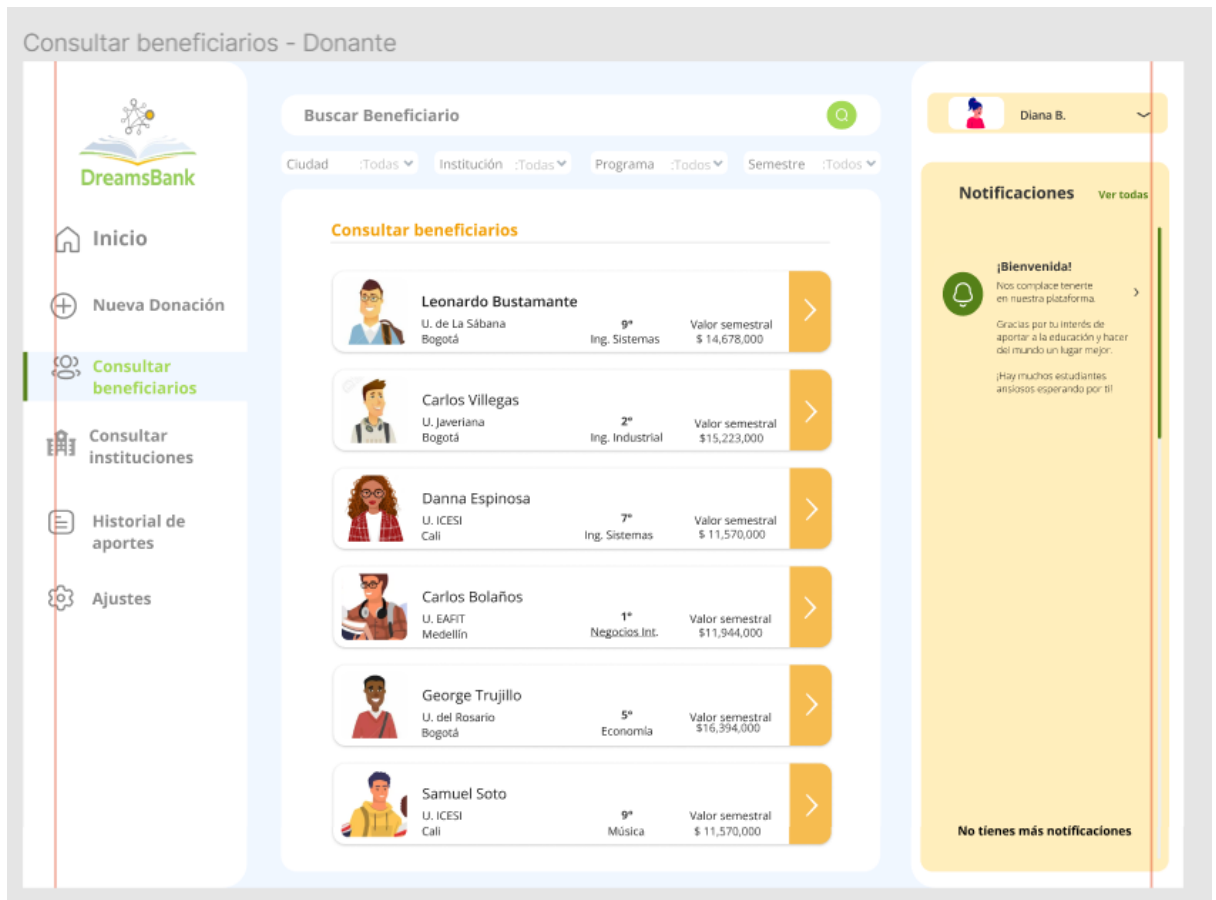 Consultar beneficiarios - Donante
DreamsBank
Inicio
Nueva Donación
Consultar
beneficiarios
Consultar
instituciones
Historial de
aportes
Ajustes
Buscar Beneficiario
Ciudad :Todas
Institución :Todas
Programa :Todos
Semestre :Todos
Consultar beneficiarios
Leonardo Bustamante
U. de La Sábana
Bogotá
9°
Ing. Sistemas
Valor semestral
$ 14,678,000
Carlos Villegas
U. Javeriana
Bogotá
2°
Ing. Industrial
Valor semestral
$15,223,000
Danna Espinosa
U. ICESI
Cali
7°
Ing. Sistemas
Valor semestral
$ 11,570,000
Carlos Bolaños
U. EAFIT
Medellín
1°
Negocios Int.
Valor semestral
$11,944,000
George Trujillo
U. del Rosario
Bogotá
5°
Economía
Valor semestral
$16,394,000
Samuel Soto
U. ICESI
Cali
9°
Música
Valor semestral
$ 11,570,000
Diana B.
Notificaciones Ver todas
¡Bienvenida!
Nos complace tenerte
en nuestra plataforma.
Gracias por tu interés de
aportar a la educación y hacer
del mundo un lugar mejor.
¡Hay muchos estudiantes
ansiosos esperando por ti!
No tienes más notificaciones